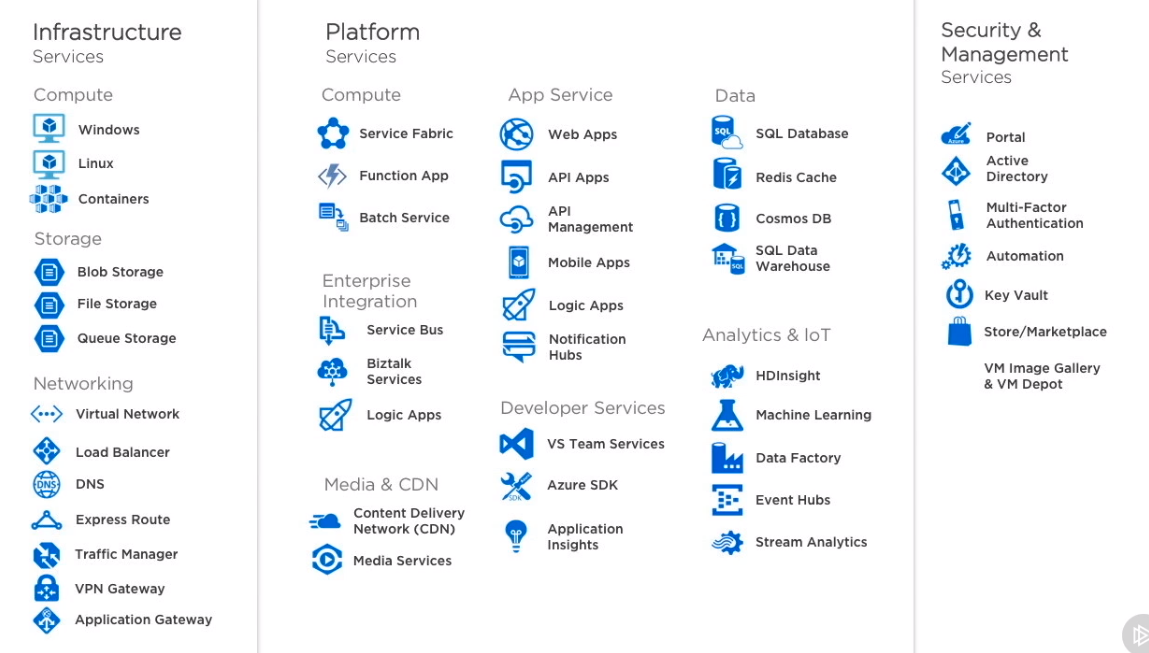 Infrastructure
Services
Compute
Windows
Linux
Containers
Storage
Blob Storage
File Storage
Queue Storage
Networking
Virtual Network
Load Balancer
DNS
DNS
Express Route
Traffic Manager
VPN Gateway
Application Gateway
Platform
Services
Compute
Service Fabric
Function App
Batch Service
Enterprise
Integration
Service Bus
Biztalk
Services
Logic Apps
Media & CDN
Content Delivery
Network (CDN)
Media Services
App Service
Web Apps
API Apps
API
Management
Mobile Apps
Logic Apps
Notification
Hubs
Developer Services
VS Team Services
SDK
Azure SDK
Application
Insights
Data
SQL
SQL Database
Redis Cache
Cosmos DB
SQL
SQL Data
Warehouse
Analytics & IoT
HDInsight
Machine Learning
Data Factory
Event Hubs
Stream Analytics
Security &
Management
Services
Azure
Portal
Active
Directory
Multi-Factor
Authentication
Automation
Key Vault
Store/Marketplace
VM Image Gallery
& VM Depot